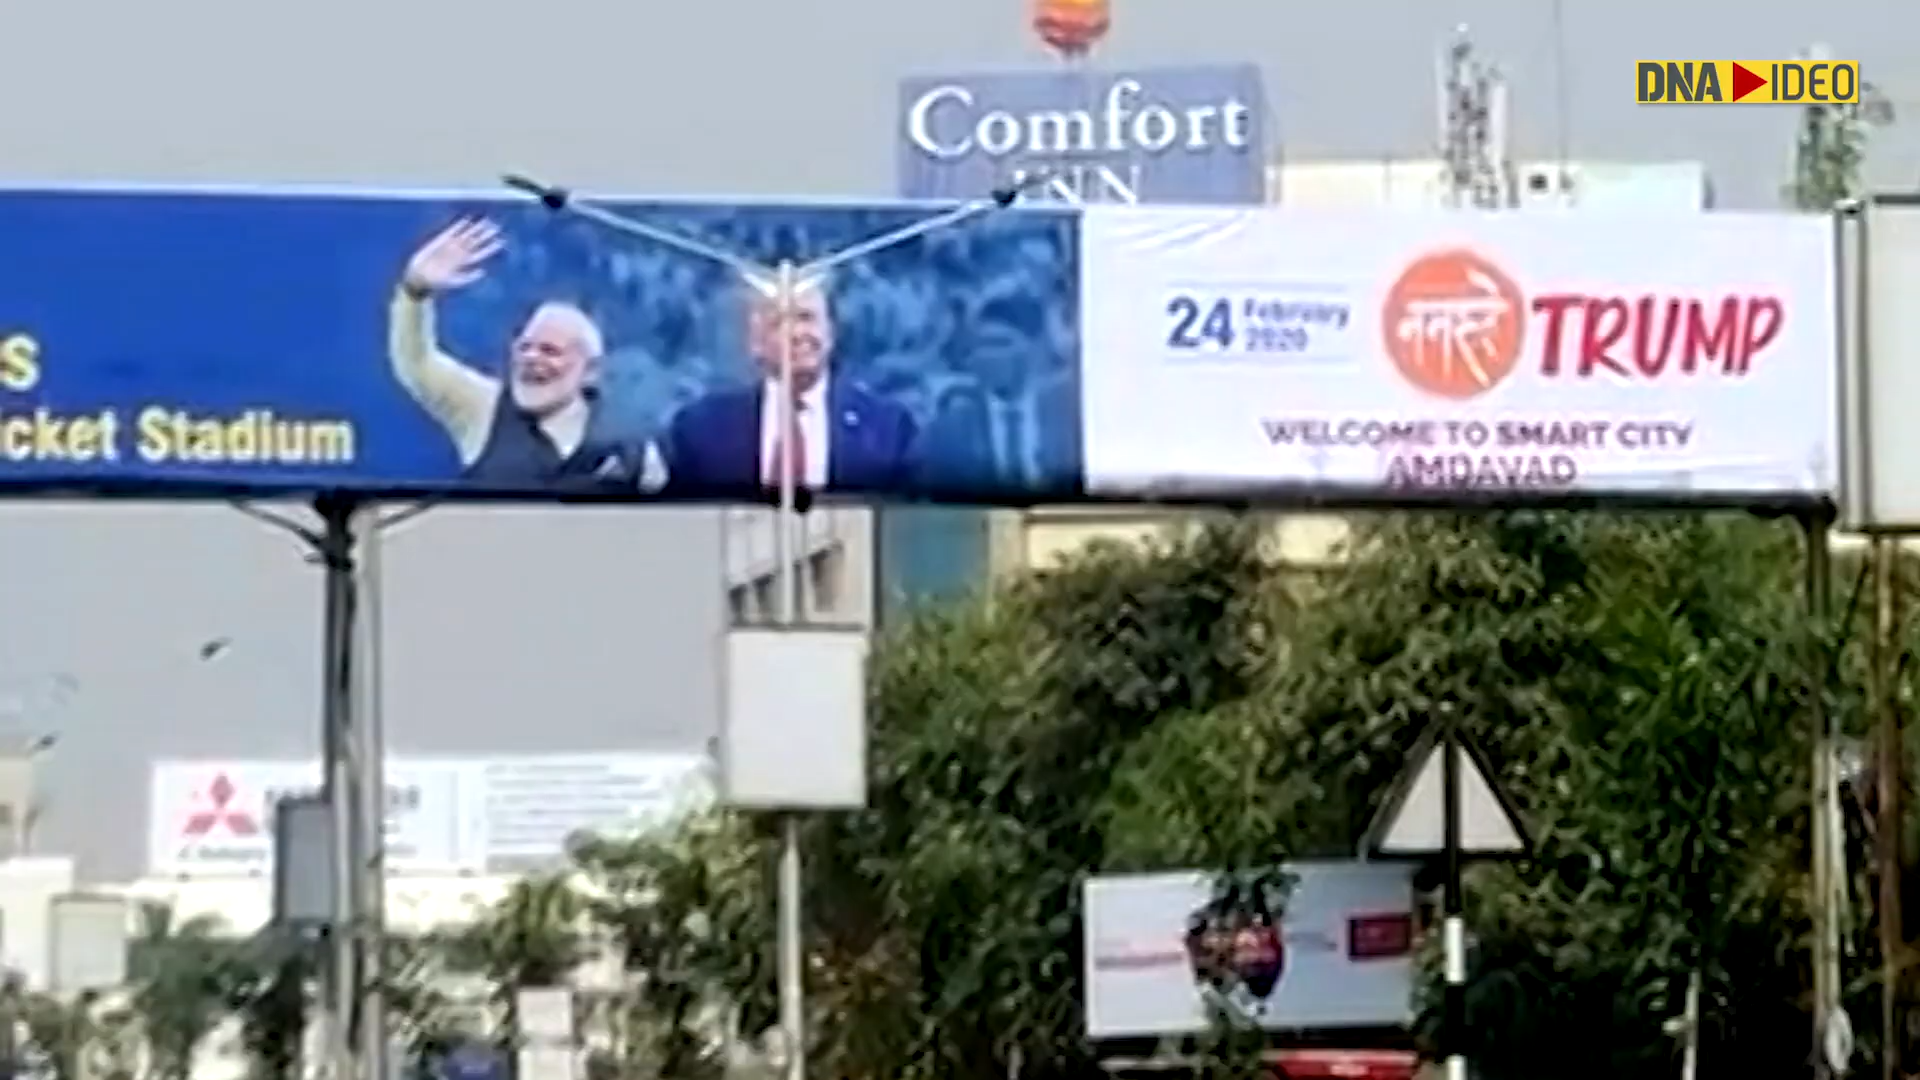 DNA VIDEO
Comfort
INN
s
icket Stadium
24 February
2020
नमस्ते TRUMP
WELCOME TO SMART CITY
AMDAVAD